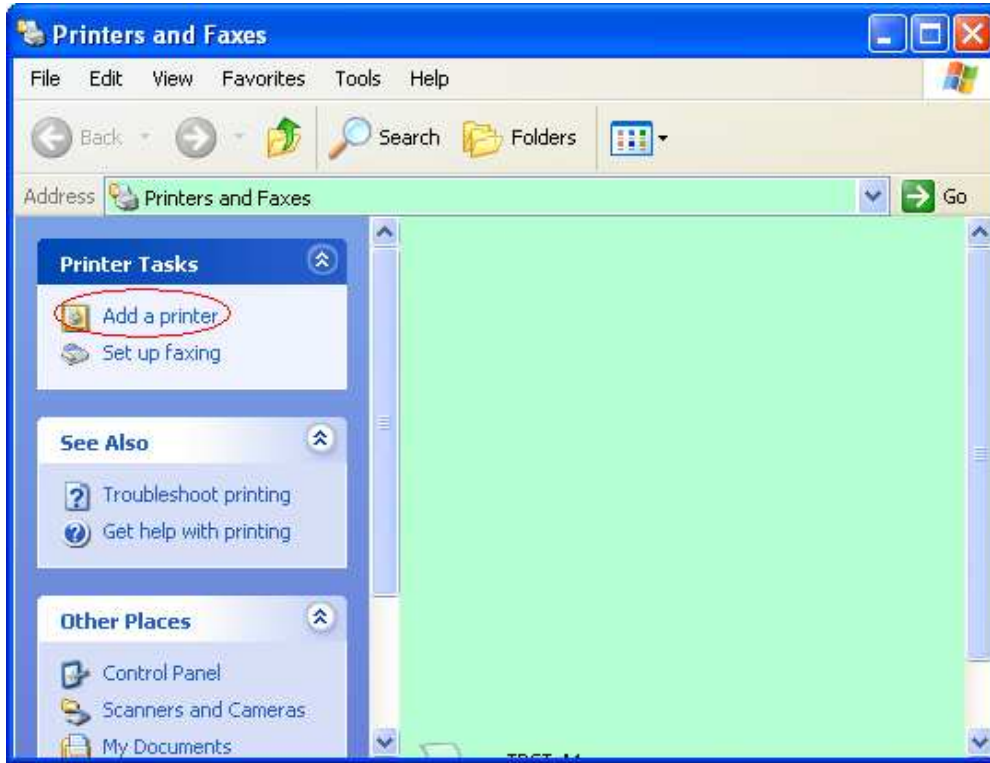 Printers and Faxes
File Edit View Favorites Tools Help
Back Search Folders
Address Printers and Faxes Go
Printer Tasks
Add a printer
Set up faxing
See Also
Troubleshoot printing
Get help with printing
Other Places
Control Panel
Scanners and Cameras
My Documents